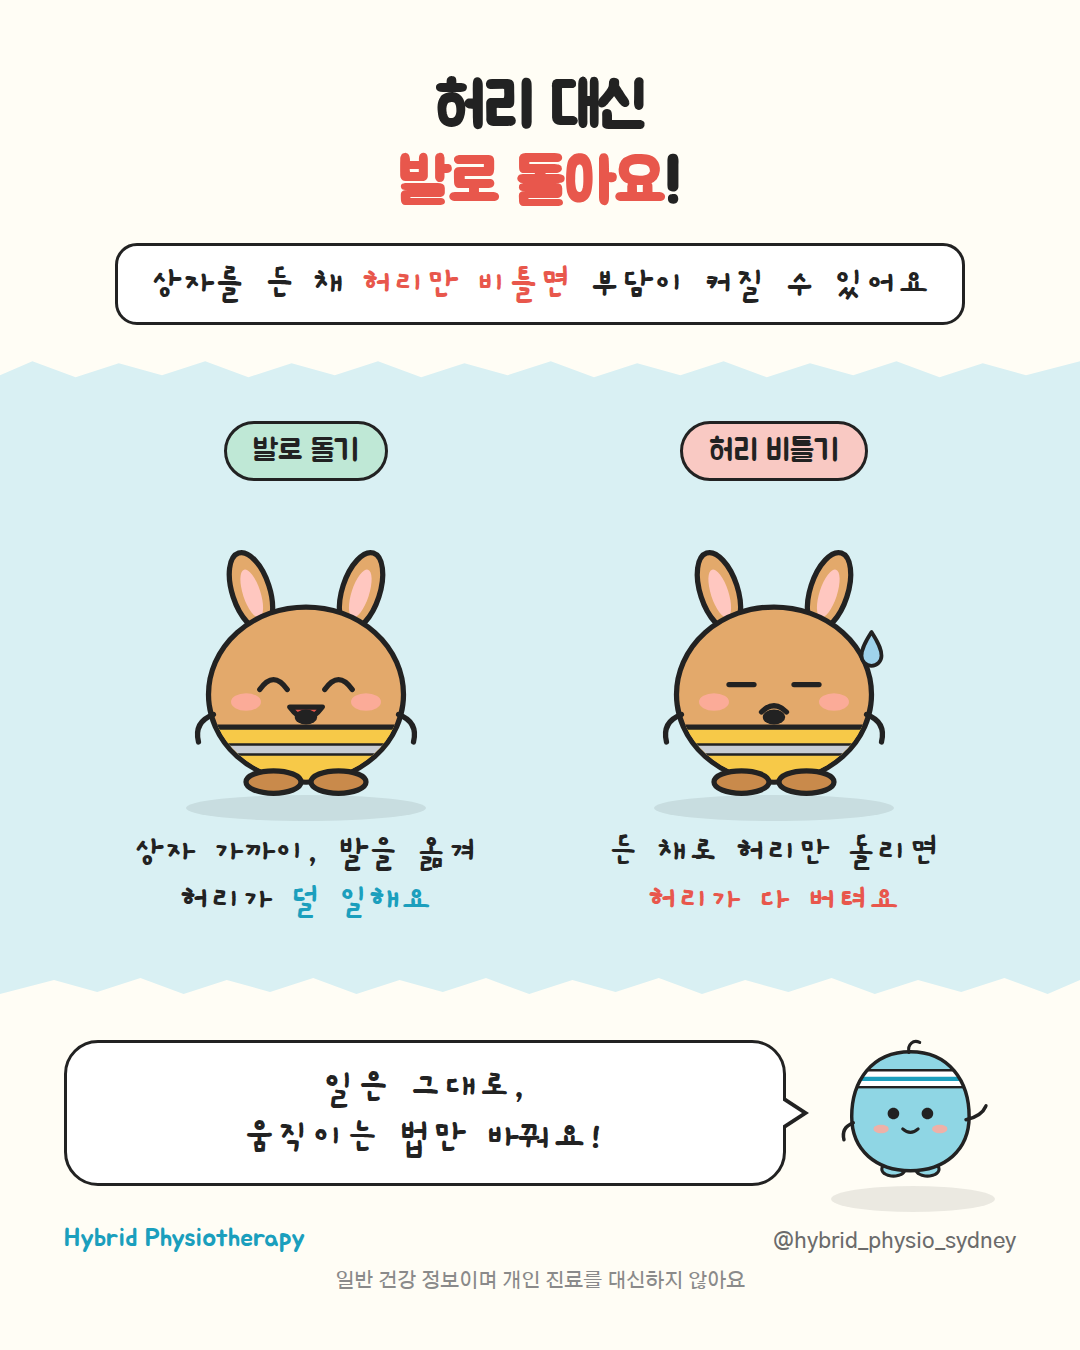 허리 대신
발로 돌아요!
상자를 든 채 허리만 비틀면 부담이 커질 수 있어요
발로 돌기
허리 비틀기
상자 가까이, 발을 옮겨
허리가 덜 일해요
든 채로 허리만 돌리면
허리가 다 버텨요
일은 그대로,
움직이는 법만 바꿔요!
Hybrid Physiotherapy
@hybrid_physio_sydney
일반 건강 정보이며 개인 진료를 대신하지 않아요